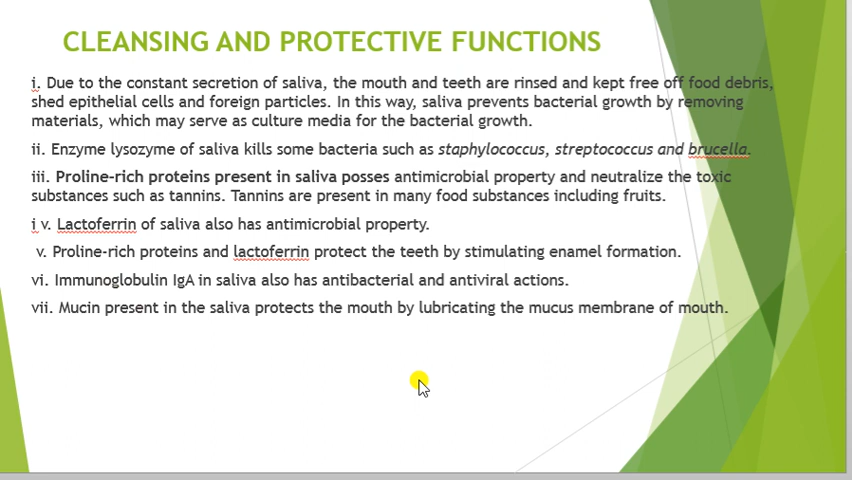 CLEANSING AND PROTECTIVE FUNCTIONS
i. Due to the constant secretion of saliva, the mouth and teeth are rinsed and kept free off food debris,
shed epithelial cells and foreign particles. In this way, saliva prevents bacterial growth by removing
materials, which may serve as culture media for the bacterial growth.
ii. Enzyme lysozyme of saliva kills some bacteria such as staphylococcus, streptococcus and brucella.
iii. Proline-rich proteins present in saliva posses antimicrobial property and neutralize the toxic
substances such as tannins. Tannins are present in many food substances including fruits.
i v. Lactoferrin of saliva also has antimicrobial property.
v. Proline-rich proteins and lactoferrin protect the teeth by stimulating enamel formation.
vi. Immunoglobulin IgA in saliva also has antibacterial and antiviral actions.
vii. Mucin present in the saliva protects the mouth by lubricating the mucus membrane of mouth.